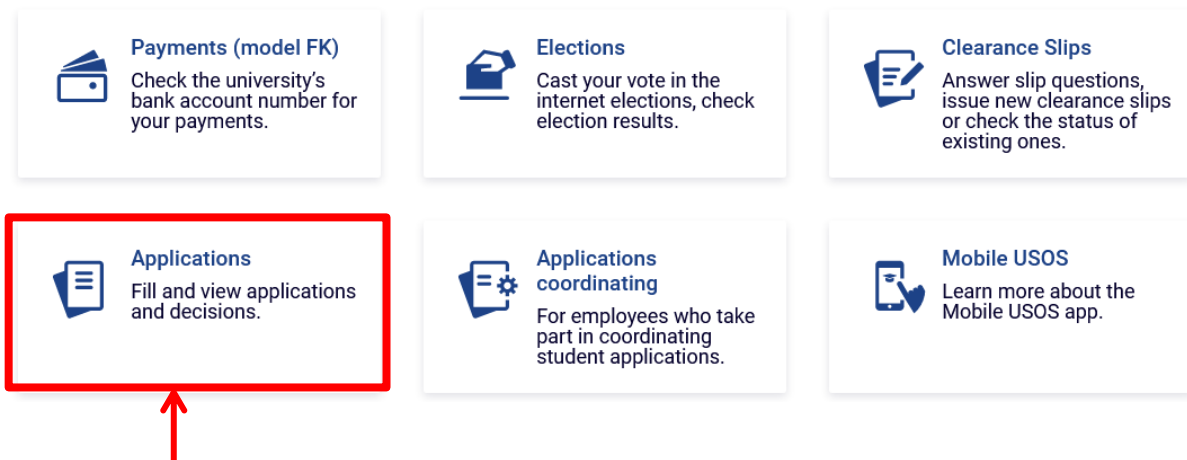 Payments (model FK)
Check the university's
bank account number for
your payments.
Elections
Cast your vote in the
internet elections, check
election results.
Clearance Slips
Answer slip questions,
issue new clearance slips
or check the status of
existing ones.
Applications
Fill and view applications
and decisions.
Applications
coordinating
For employees who take
part in coordinating
student applications.
Mobile USOS
Learn more about the
Mobile USOS app.